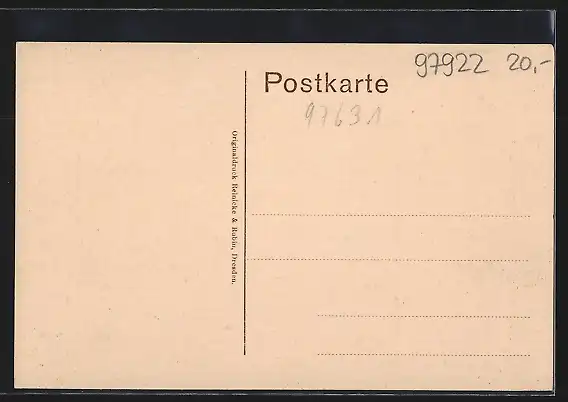 97922 20,-
Postkarte
97631
Originaldruck Reinicke & Rubin, Dresden.